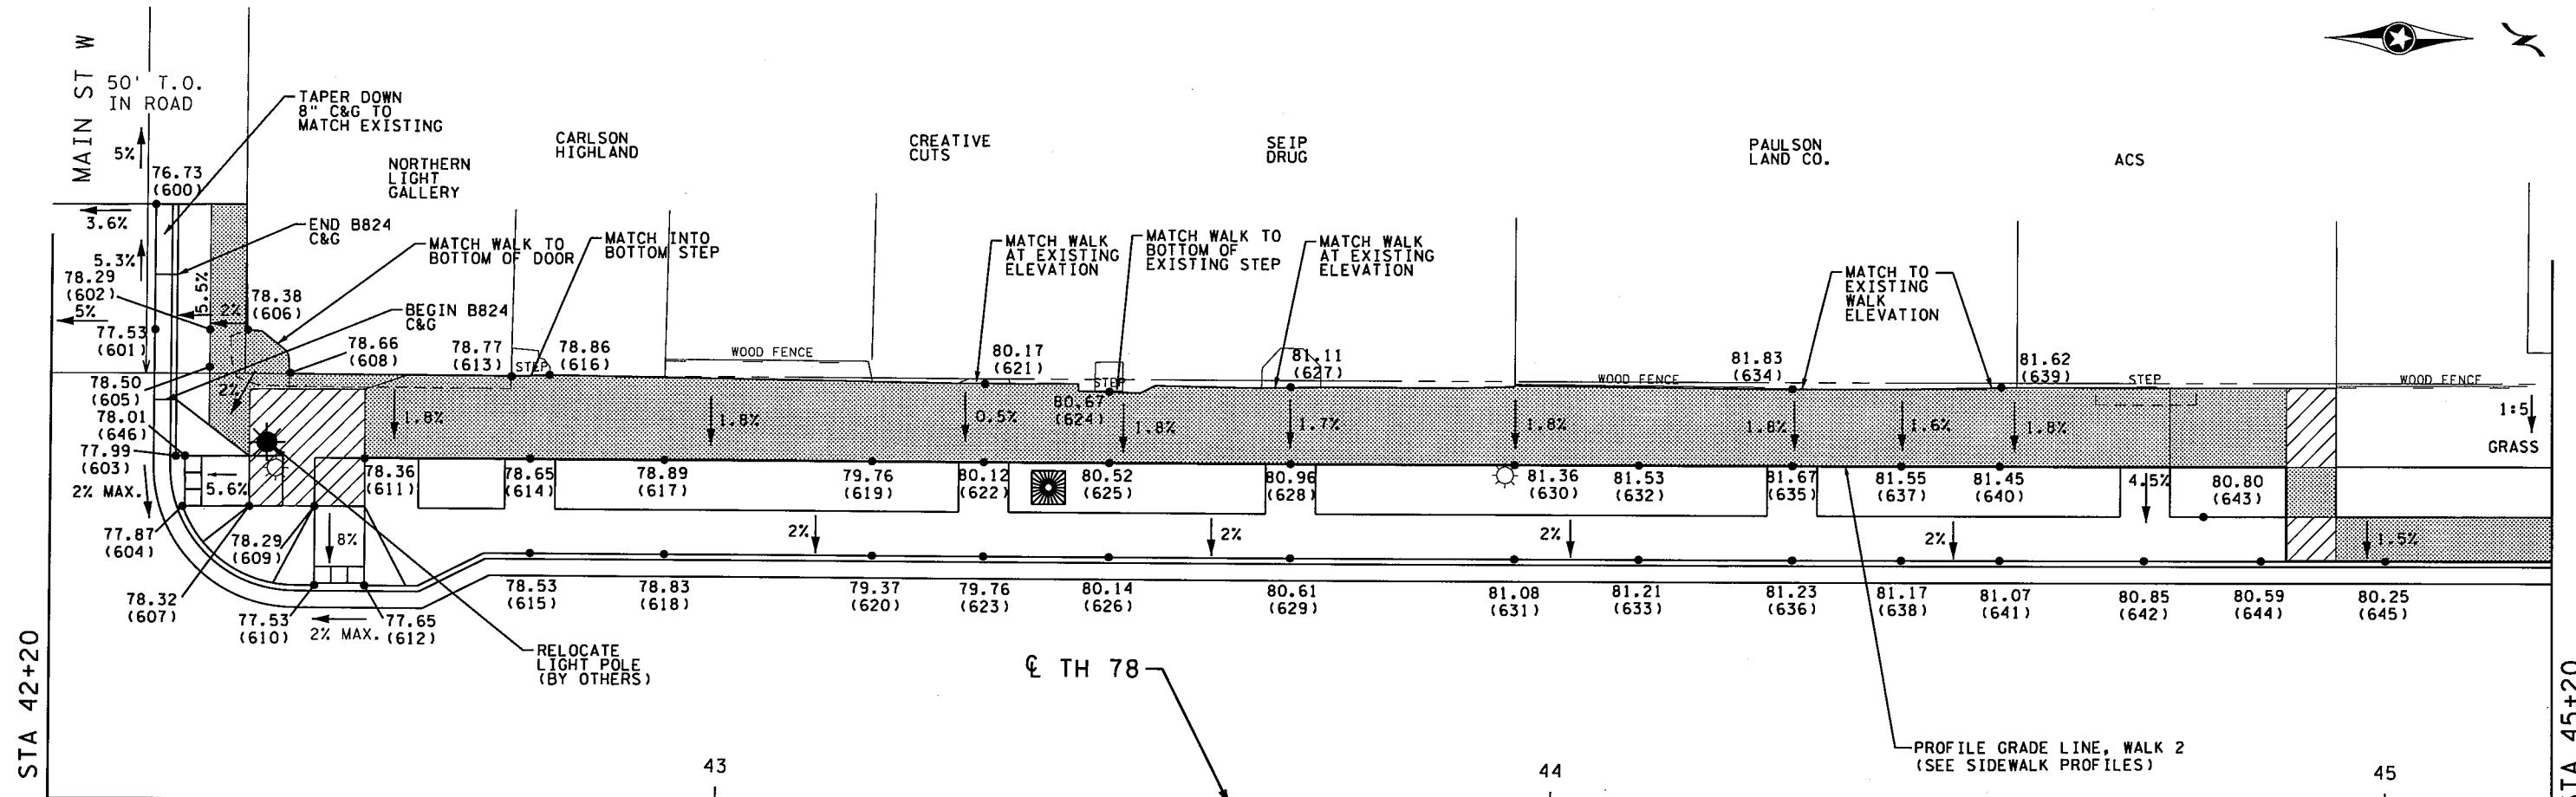 MAIN ST W
50' T.O.
IN ROAD
TAPER DOWN
8" C&G TO
MATCH EXISTING
5%
76.73
(600)
3.6%
5.3%
END B824
C&G
NORTHERN
LIGHT
GALLERY
CARLSON
HIGHLAND
CREATIVE
CUTS
SEIP
DRUG
PAULSON
LAND CO.
ACS
MATCH WALK TO
BOTTOM OF DOOR
MATCH INTO
BOTTOM STEP
MATCH WALK
AT EXISTING
ELEVATION
MATCH WALK TO
BOTTOM OF
EXISTING STEP
MATCH WALK
AT EXISTING
ELEVATION
MATCH TO
EXISTING
WALK
ELEVATION
78.29
(602)
5%
5.5%
2%
78.38
(606)
BEGIN B824
C&G
77.53
(601)
78.66
(608)
78.77
(613)
STEP
78.86
(616)
WOOD FENCE
80.17
(621)
STEP
81.11
(627)
WOOD FENCE
81.83
(634)
81.62
(639)
STEP
WOOD FENCE
78.50
(605)
2%
78.01
(646)
77.99
(603)
2% MAX.
5.6%
1.8%
1.8%
0.5%
80.67
(624)
1.8%
1.7%
1.8%
1.8%
1.6%
1.8%
1:5
GRASS
78.36
(611)
78.65
(614)
78.89
(617)
79.76
(619)
80.12
(622)
80.52
(625)
80.96
(628)
81.36
(630)
81.53
(632)
81.67
(635)
81.55
(637)
81.45
(640)
4.5%
80.80
(643)
77.87
(604)
78.29
(609)
8%
2%
2%
2%
2%
1.5%
78.32
(607)
77.53
(610)
2% MAX.
77.65
(612)
78.53
(615)
78.83
(618)
79.37
(620)
79.76
(623)
80.14
(626)
80.61
(629)
81.08
(631)
81.21
(633)
81.23
(636)
81.17
(638)
81.07
(641)
80.85
(642)
80.59
(644)
80.25
(645)
RELOCATE
LIGHT POLE
(BY OTHERS)
℄ TH 78
PROFILE GRADE LINE, WALK 2
(SEE SIDEWALK PROFILES)
STA 42+20
43
44
45
STA 45+20